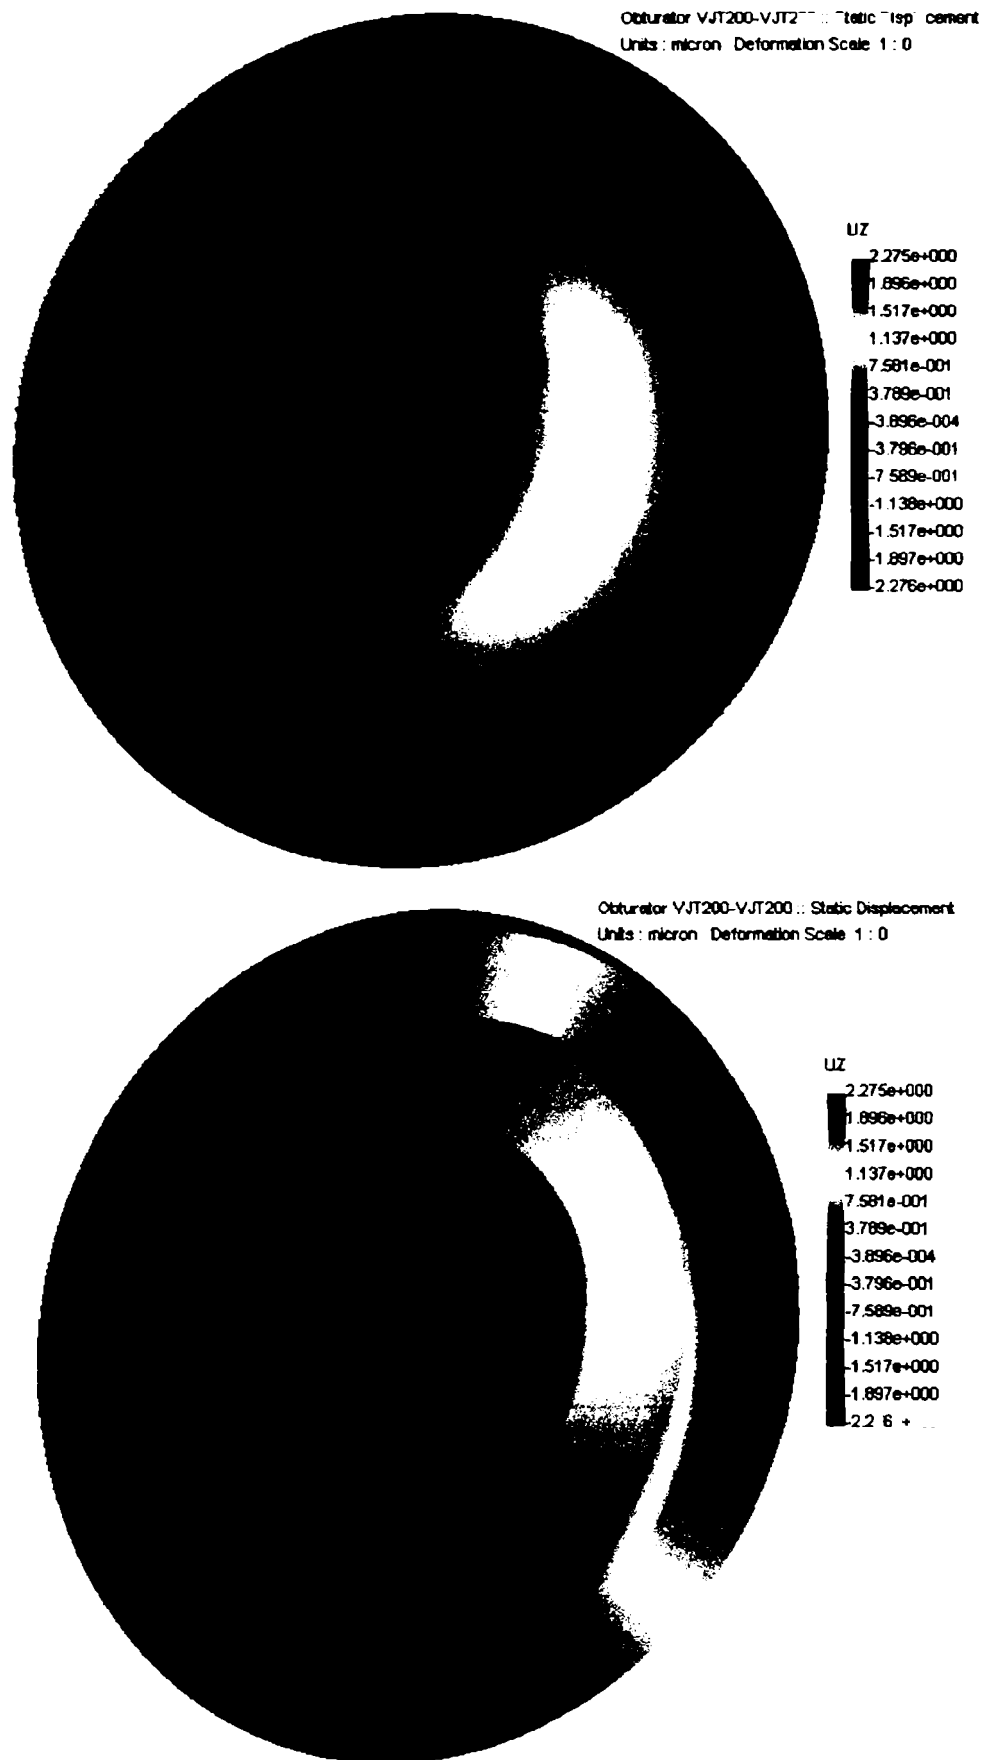 Obturator VJT200-VJT2
Units : micron Deformation Scale 1 : 0
UZ
2.275e+000
1.896e+000
1.517e+000
1.137e+000
7.581e-001
3.789e-001
-3.896e-004
-3.796e-001
-7.589e-001
-1.138e+000
-1.517e+000
-1.897e+000
-2.276e+000
Obturator VJT200-VJT200 :: Static Displacement
Units : micron Deformation Scale 1 : 0
UZ
2.275e+000
1.896e+000
1.517e+000
1.137e+000
7.581e-001
3.789e-001
-3.896e-004
-3.796e-001
-7.589e-001
-1.138e+000
-1.517e+000
-1.897e+000